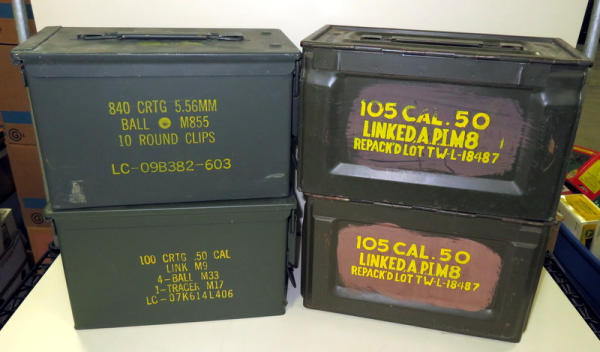 840 CRTG 5.56MM
BALL M855
10 ROUND CLIPS
LC-09B382-603
100 CRTG .50 CAL
LINK M9
4-BALL M33
1-TRACER M17
LC-07K614L406
105 CAL. 50
LINKED.A.P.I.M8
REPACK'D LOT TW-L-18487
105 CAL. 50
LINKED.A.P.I.M8
REPACK'D LOT TW-L-18487